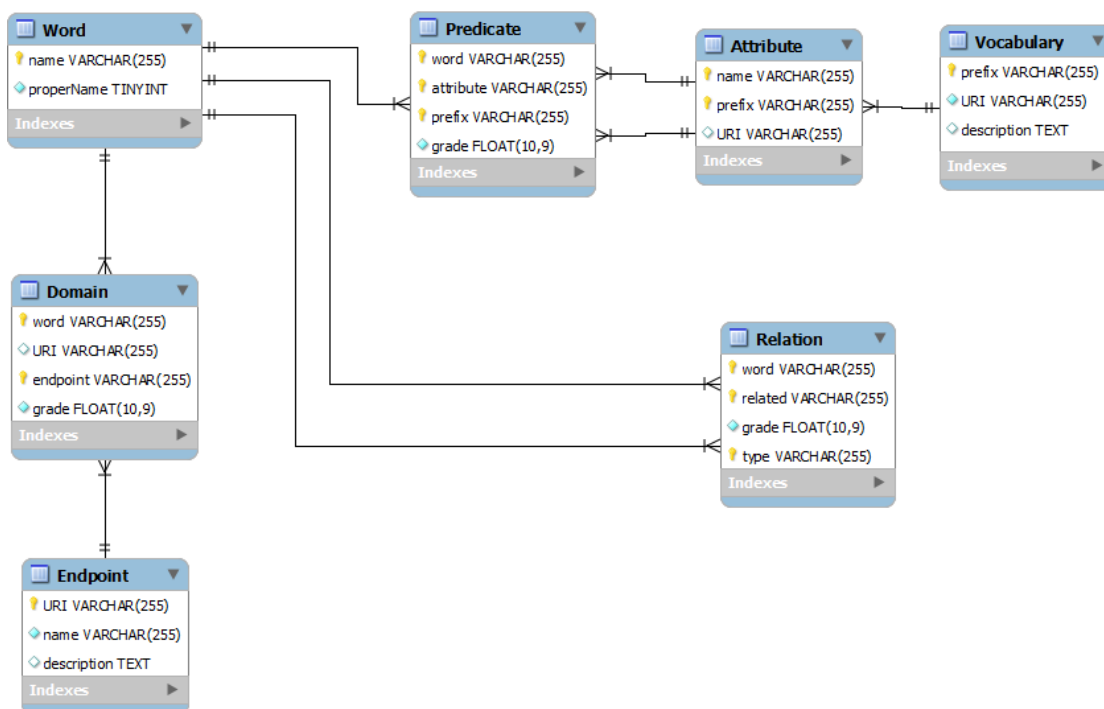 Word
name VARCHAR(255)
properName TINYINT
Indexes
Predicate
word VARCHAR(255)
attribute VARCHAR(255)
prefix VARCHAR(255)
grade FLOAT(10,9)
Indexes
Attribute
name VARCHAR(255)
prefix VARCHAR(255)
URI VARCHAR(255)
Indexes
Vocabulary
prefix VARCHAR(255)
URI VARCHAR(255)
description TEXT
Indexes
Domain
word VARCHAR(255)
URI VARCHAR(255)
endpoint VARCHAR(255)
grade FLOAT(10,9)
Indexes
Relation
word VARCHAR(255)
related VARCHAR(255)
grade FLOAT(10,9)
type VARCHAR(255)
Indexes
Endpoint
URI VARCHAR(255)
name VARCHAR(255)
description TEXT
Indexes